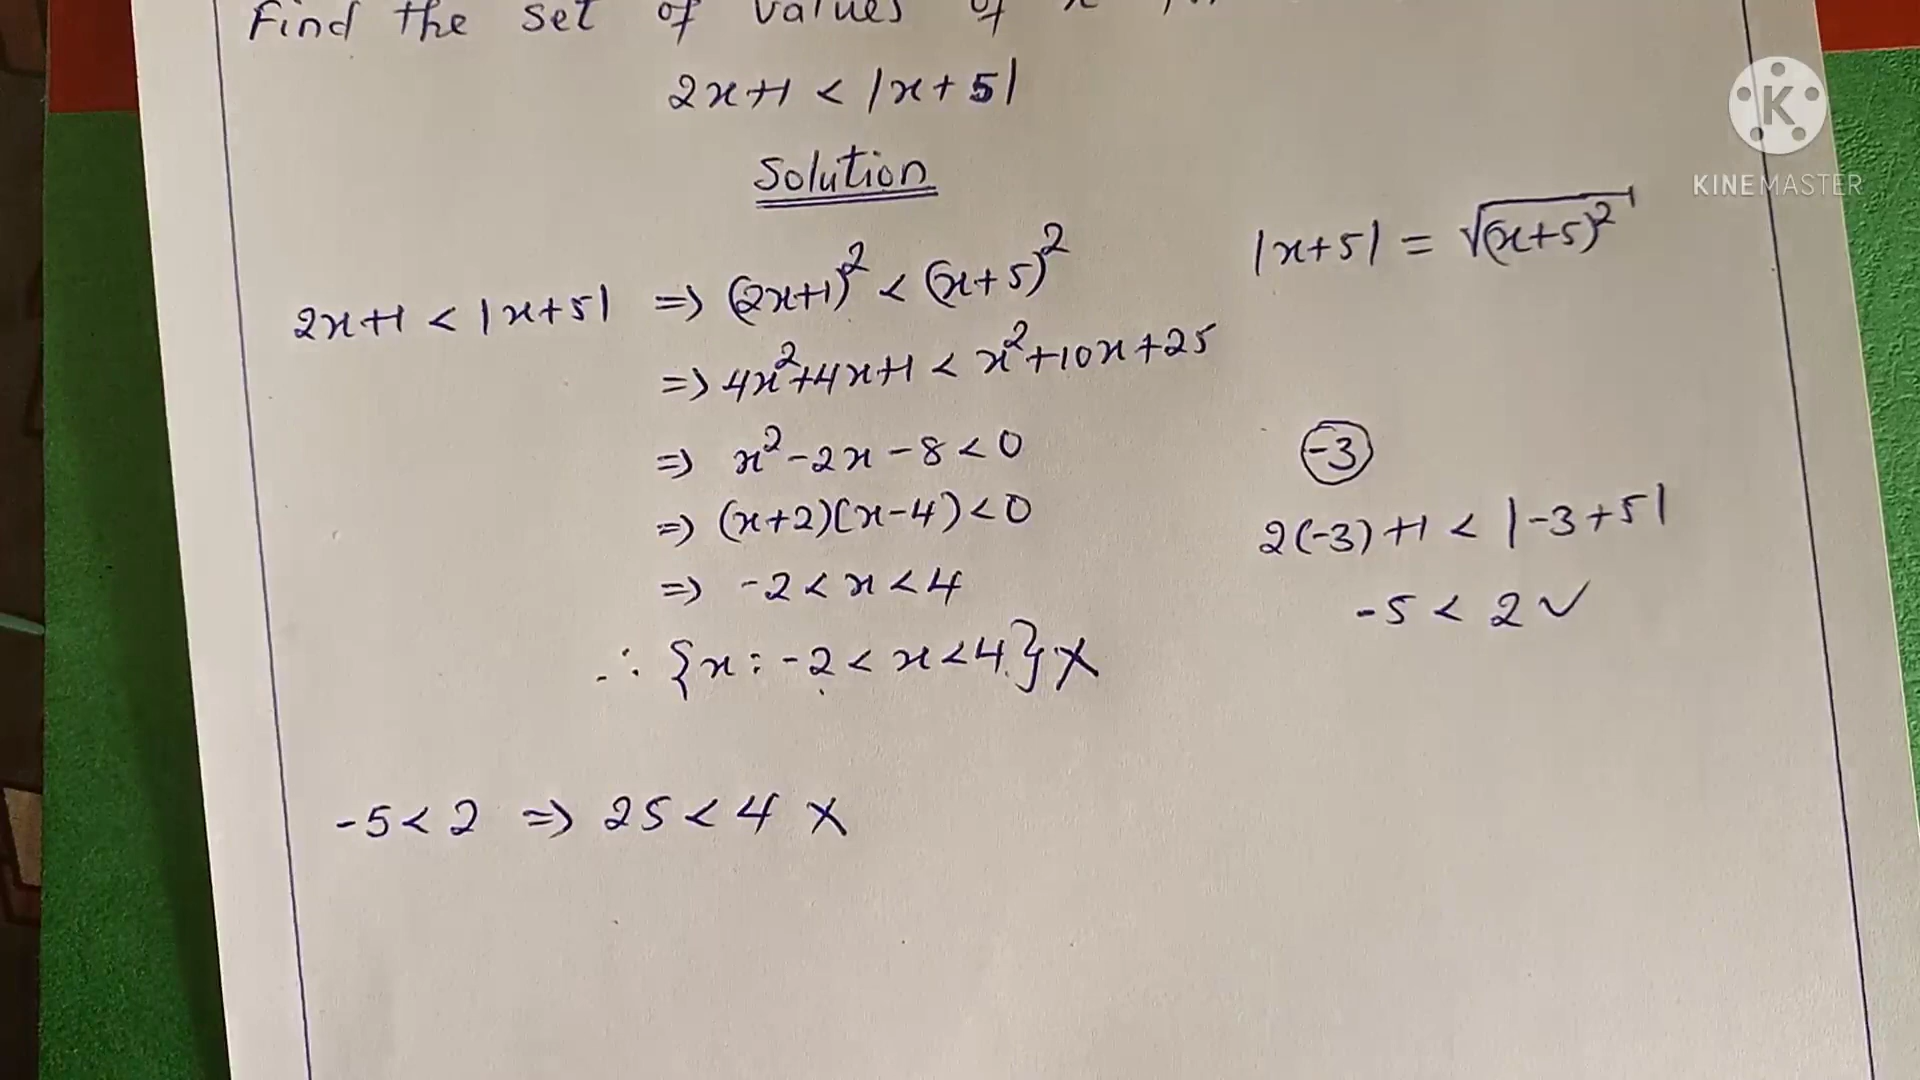 Find the set of values of x
2x+1 < |x+5|
Solution
|x+5| = √(x+5)²
2x+1 < |x+5| => (2x+1)² < (x+5)²
=> 4x²+4x+1 < x²+10x+25
=> x²-2x-8<0
=> (x+2)(x-4)<0
=> -2<x<4
∴ {x: -2<x<4} X
-3
2(-3)+1 < |-3+5|
-5 < 2 ✓
-5<2 => 25<4 X
K
KINEMASTER